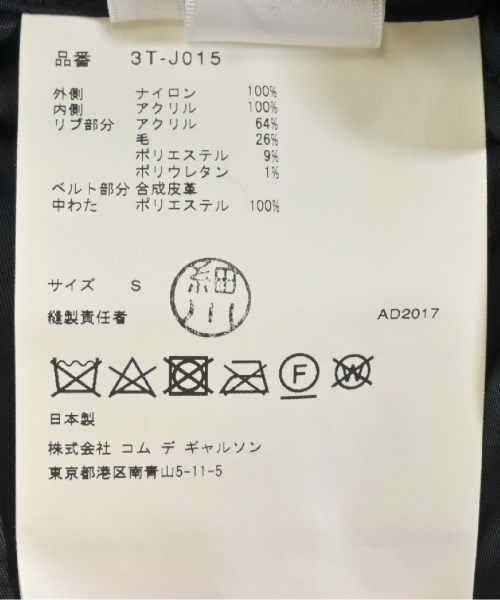 品番 3T-J015
外側 ナイロン 100%
内側 アクリル 100%
リブ部分 アクリル 64%
毛 26%
ポリエステル 9%
ポリウレタン 1%
ベルト部分 合成皮革
中わた ポリエステル 100%
サイズ S
細川
縫製責任者
AD2017
F
W
日本製
株式会社 コム デ ギャルソン
東京都港区南青山5-11-5